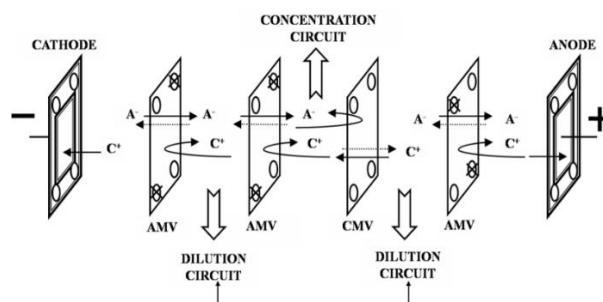 CONCENTRATION
CIRCUIT
CATHODE
ANODE
−
+
A⁻ A⁻ A⁻ A⁻ A⁻
C⁺ C⁺ C⁺ C⁺ C⁺
AMV AMV CMV AMV
DILUTION
CIRCUIT
DILUTION
CIRCUIT